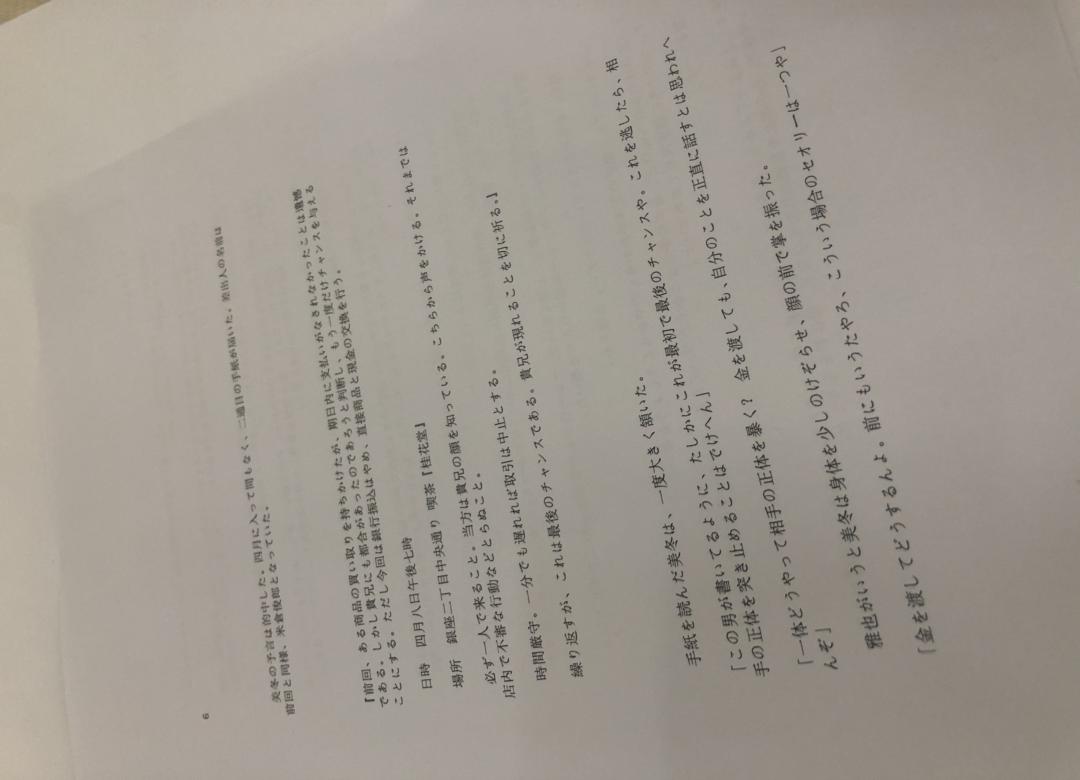 6
美冬の予言は的中した。四月に入って間もなく、二通目の手紙が届いた。差出人の名前は
前回と同様、米倉俊郎となっていた。
『前回、ある商品の買い取りを持ちかけたが、期日内に支払いがなされなかったことは遺憾
である。しかし貴兄にも都合があったのであろうと判断し、もう一度だけチャンスを与える
ことにする。ただし今回は銀行振込はやめ、直接商品と現金の交換を行う。
日時 四月八日午後七時
場所 銀座二丁目中央通り 喫茶『桂花堂』
必ず一人で来ること。当方は貴兄の顔を知っている。こちらから声をかける。それまでは
店内で不審な行動などとらぬこと。
時間厳守。一分でも遅れれば取引は中止とする。
繰り返すが、これは最後のチャンスである。貴兄が現れることを切に祈る。』
手紙を読んだ美冬は、一度大きく頷いた。
「この男が書いてるように、たしかにこれが最初で最後のチャンスや。これを逃したら、相
手の正体を突き止めることはでけへん」
「一体どうやって相手の正体を暴く? 金を渡しても、自分のことを正直に話すとは思われへ
んぞ」
雅也がいうと美冬は身体を少しのけぞらせ、顔の前で掌を振った。
「金を渡してどうするんよ。前にもいうたやろ、こういう場合のセオリーは一つや」